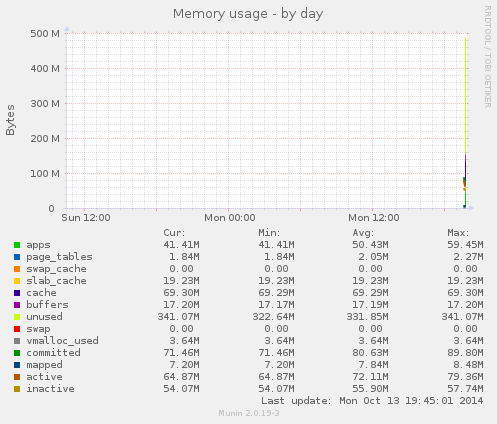 Memory usage - by day
RRDTOOL / TOBI OETIKER
Bytes
500 M
400 M
300 M
200 M
100 M
0
Sun 12:00 Mon 00:00 Mon 12:00
Cur: Min: Avg: Max:
apps 41.41M 41.41M 50.43M 59.45M
page_tables 1.84M 1.84M 2.05M 2.27M
swap_cache 0.00 0.00 0.00 0.00
slab_cache 19.23M 19.23M 19.23M 19.23M
cache 69.30M 69.29M 69.29M 69.30M
buffers 17.20M 17.17M 17.19M 17.20M
unused 341.07M 322.64M 331.85M 341.07M
swap 0.00 0.00 0.00 0.00
vmalloc_used 3.64M 3.64M 3.64M 3.64M
committed 71.46M 71.46M 80.63M 89.80M
mapped 7.20M 7.20M 7.84M 8.48M
active 64.87M 64.87M 72.11M 79.36M
inactive 54.07M 54.07M 55.90M 57.74M
Last update: Mon Oct 13 19:45:01 2014
Munin 2.0.19-3